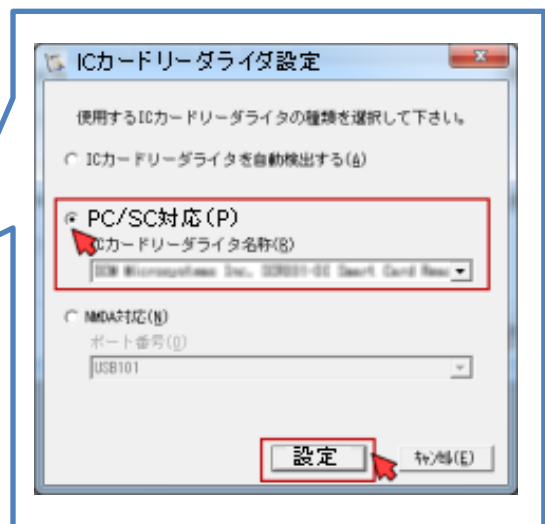 ICカードリーダライタ設定
使用するICカードリーダライタの種類を選択して下さい。
ICカードリーダライタを自動検出する(A)
PC/SC対応(P)
ICカードリーダライタ名称(R)
NMDA対応(N)
ポート番号(O)
USB101
設定
ｷｬﾝｾﾙ(E)